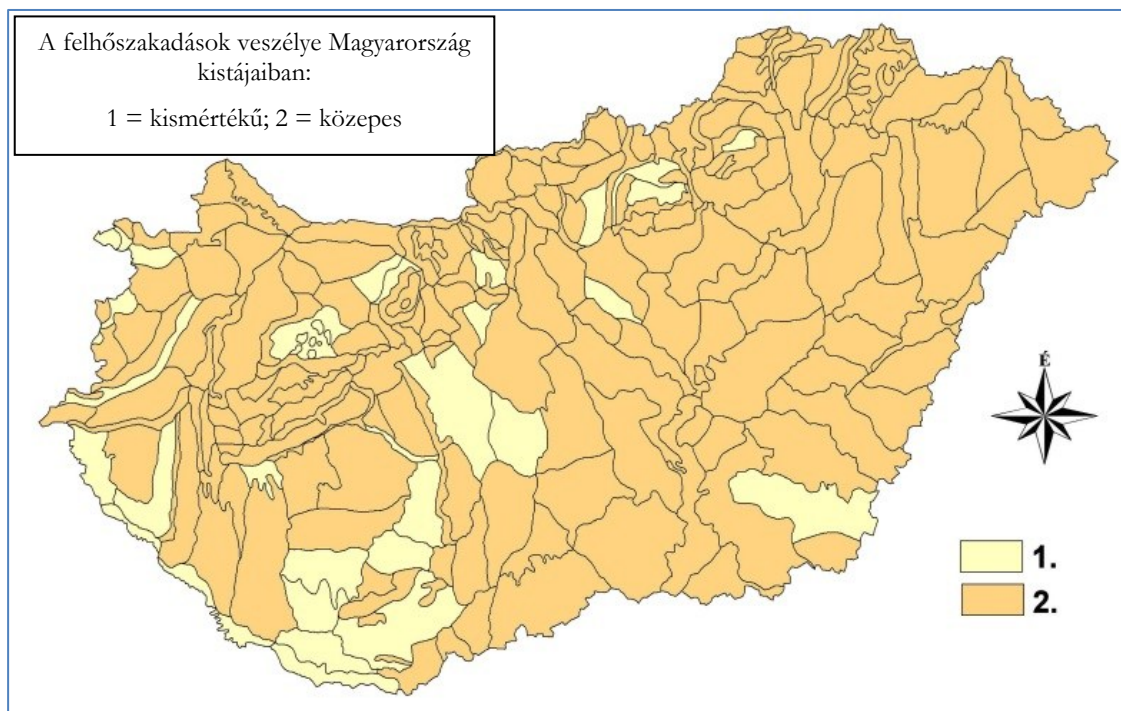 A felhőszakadások veszélye Magyarország
kistájaiban:
1 = kismértékű; 2 = közepes
É
1.
2.